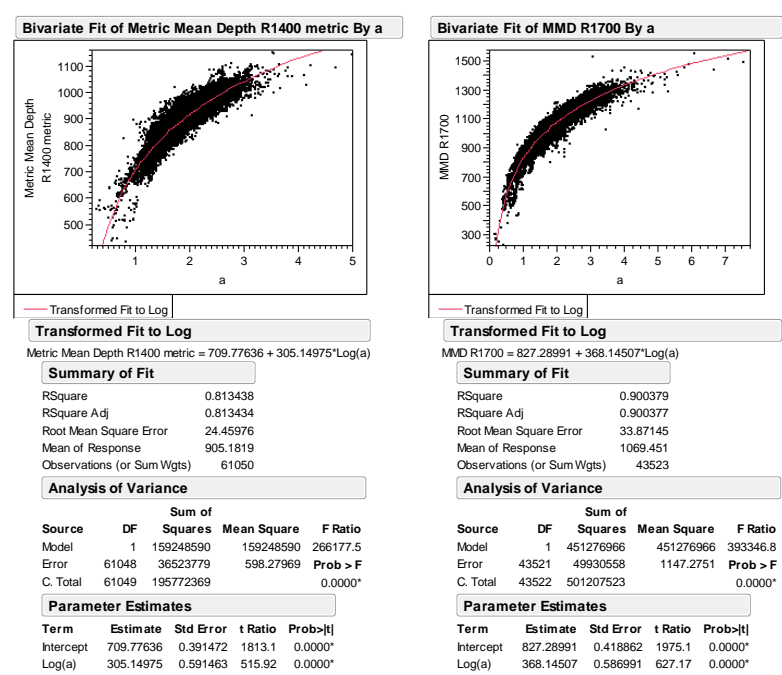 Bivariate Fit of Metric Mean Depth R1400 metric By a
Metric Mean Depth
R1400 metric
1100
1000
900
800
700
600
500
1 2 3 4 5
a
Transformed Fit to Log
Transformed Fit to Log
Metric Mean Depth R1400 metric = 709.77636 + 305.14975*Log(a)
Summary of Fit
RSquare 0.813438
RSquare Adj 0.813434
Root Mean Square Error 24.45976
Mean of Response 905.1819
Observations (or Sum Wgts) 61050
Analysis of Variance
Sum of
Source DF Squares Mean Square F Ratio
Model 1 159248590 159248590 266177.5
Error 61048 36523779 598.27969 Prob > F
C. Total 61049 195772369 0.0000*
Parameter Estimates
Term Estimate Std Error t Ratio Prob>|t|
Intercept 709.77636 0.391472 1813.1 0.0000*
Log(a) 305.14975 0.591463 515.92 0.0000*
Bivariate Fit of MMD R1700 By a
MMD R1700
1500
1300
1100
900
700
500
300
0 1 2 3 4 5 6 7
a
Transformed Fit to Log
Transformed Fit to Log
MMD R1700 = 827.28991 + 368.14507*Log(a)
Summary of Fit
RSquare 0.900379
RSquare Adj 0.900377
Root Mean Square Error 33.87145
Mean of Response 1069.451
Observations (or Sum Wgts) 43523
Analysis of Variance
Sum of
Source DF Squares Mean Square F Ratio
Model 1 451276966 451276966 393346.8
Error 43521 49930558 1147.2751 Prob > F
C. Total 43522 501207523 0.0000*
Parameter Estimates
Term Estimate Std Error t Ratio Prob>|t|
Intercept 827.28991 0.418862 1975.1 0.0000*
Log(a) 368.14507 0.586991 627.17 0.0000*